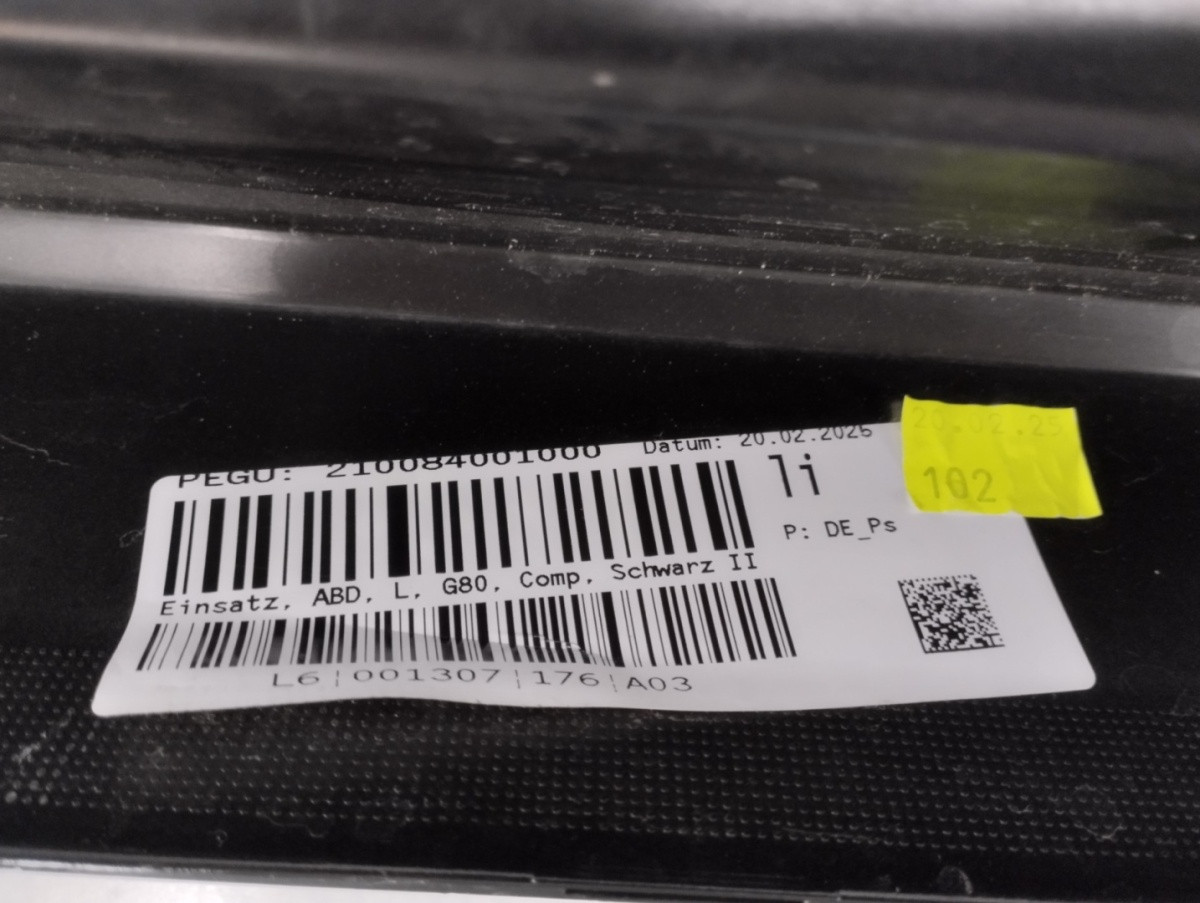 PEGU: 210084001000 Datum: 20.02.2025
li
P: DE_Ps
Einsatz, ABD, L, G80, Comp, Schwarz II
L6|001307|176|A03
20.02.25
102